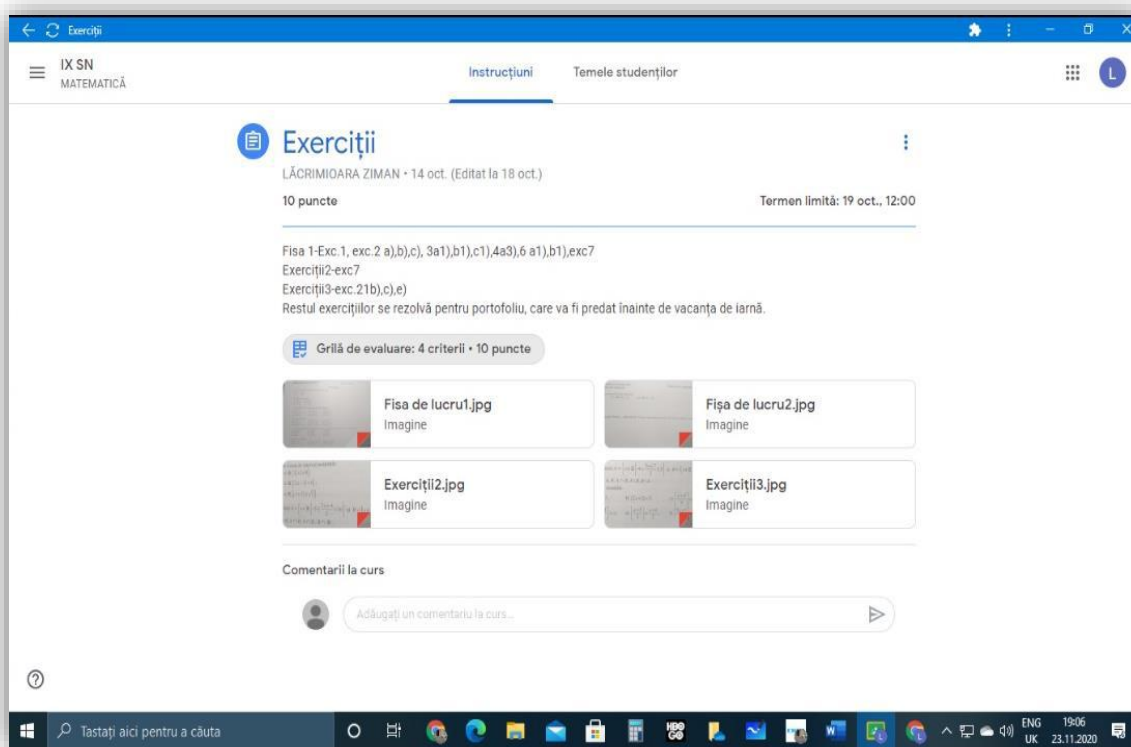 Exerciții
IX SN
MATEMATICĂ
Instrucțiuni
Temele studenților
L
Exerciții
LĂCRIMIOARA ZIMAN • 14 oct. (Editat la 18 oct.)
10 puncte
Termen limită: 19 oct., 12:00
Fisa 1-Exc.1, exc.2 a),b),c), 3a1),b1),c1),4a3),6 a1),b1),exc7
Exerciții2-exc7
Exerciții3-exc.21b),c),e)
Restul exercițiilor se rezolvă pentru portofoliu, care va fi predat înainte de vacanța de iarnă.
Grilă de evaluare: 4 criterii • 10 puncte
Fisa de lucru1.jpg
Imagine
Fișa de lucru2.jpg
Imagine
Exerciții2.jpg
Imagine
Exerciții3.jpg
Imagine
Comentarii la curs
Adăugați un comentariu la curs...
Tastați aici pentru a căuta
HBO
GO
ENG
UK
19:06
23.11.2020